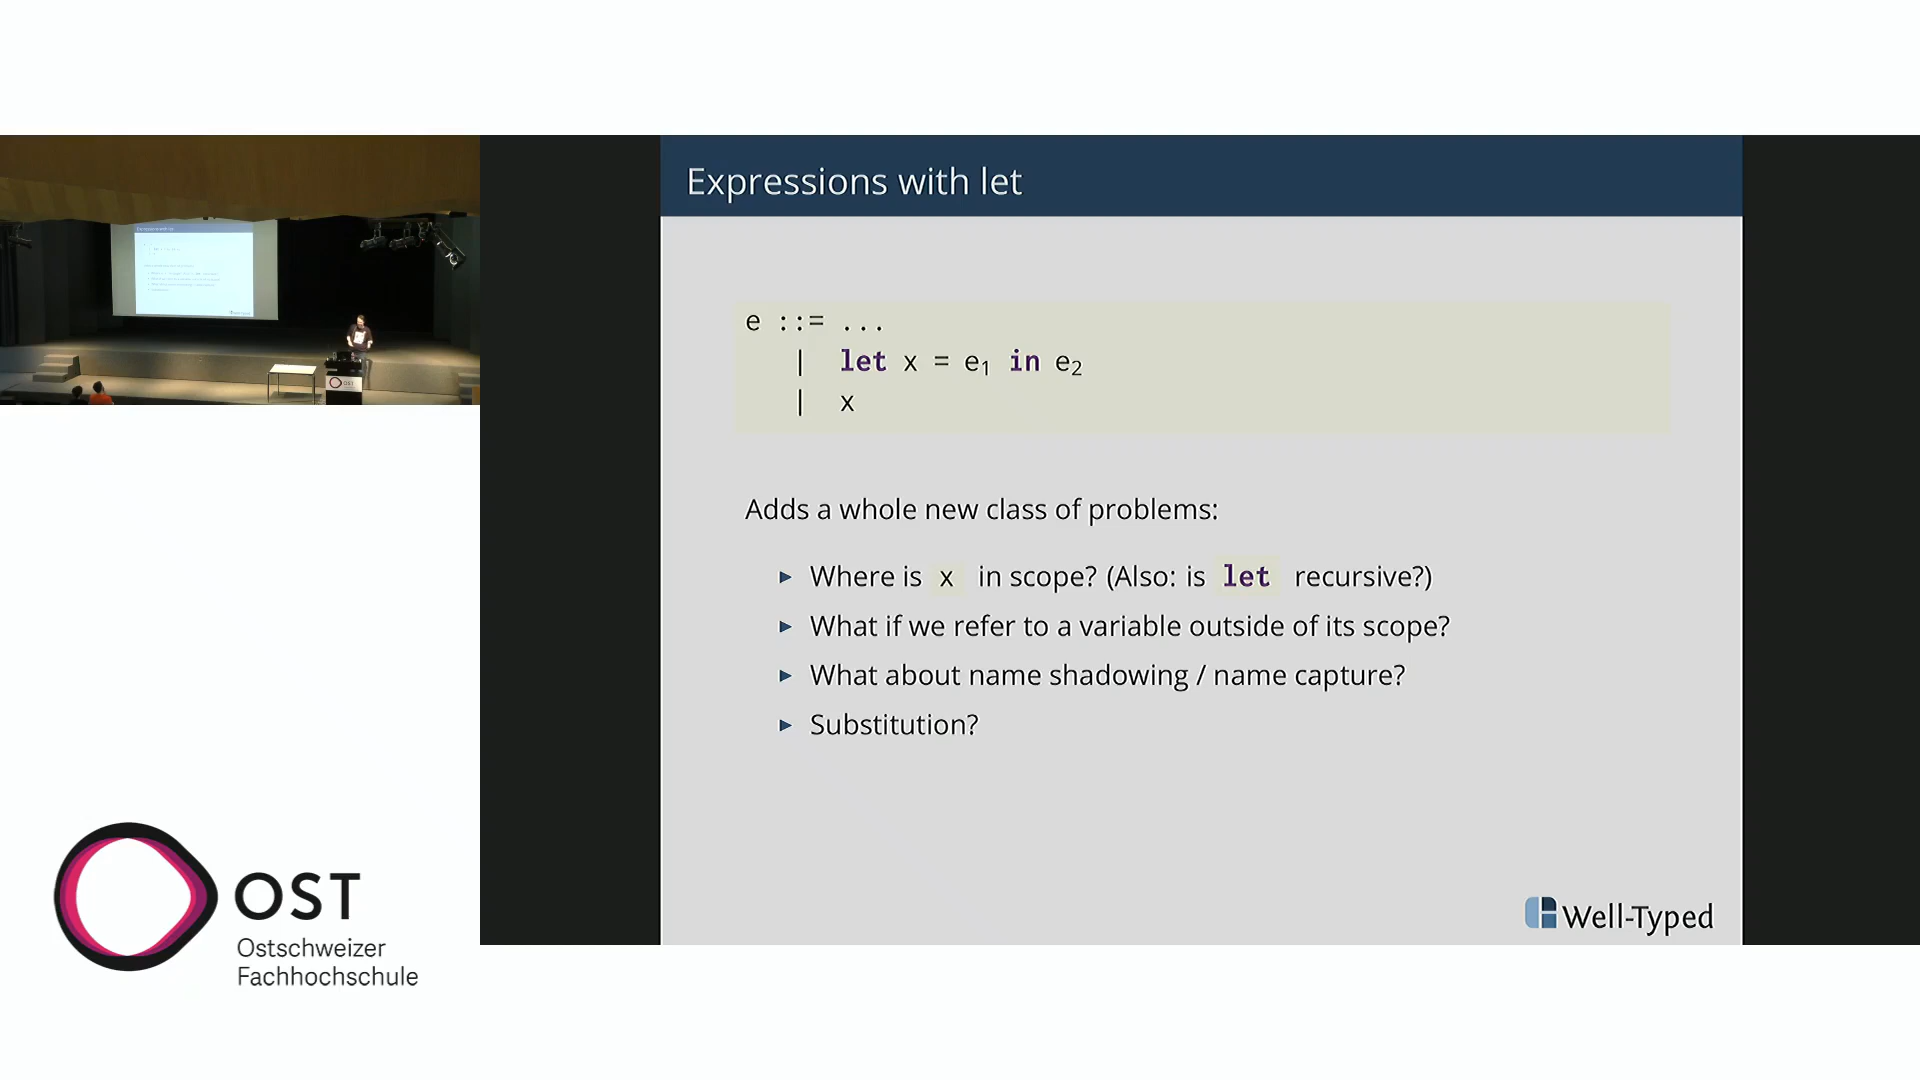 Expressions with let
e ::= ...
| let x = e₁ in e₂
| x
Adds a whole new class of problems:
▸ Where is x in scope? (Also: is let recursive?)
▸ What if we refer to a variable outside of its scope?
▸ What about name shadowing / name capture?
▸ Substitution?
Well-Typed
OST
OST
Ostschweizer
Fachhochschule